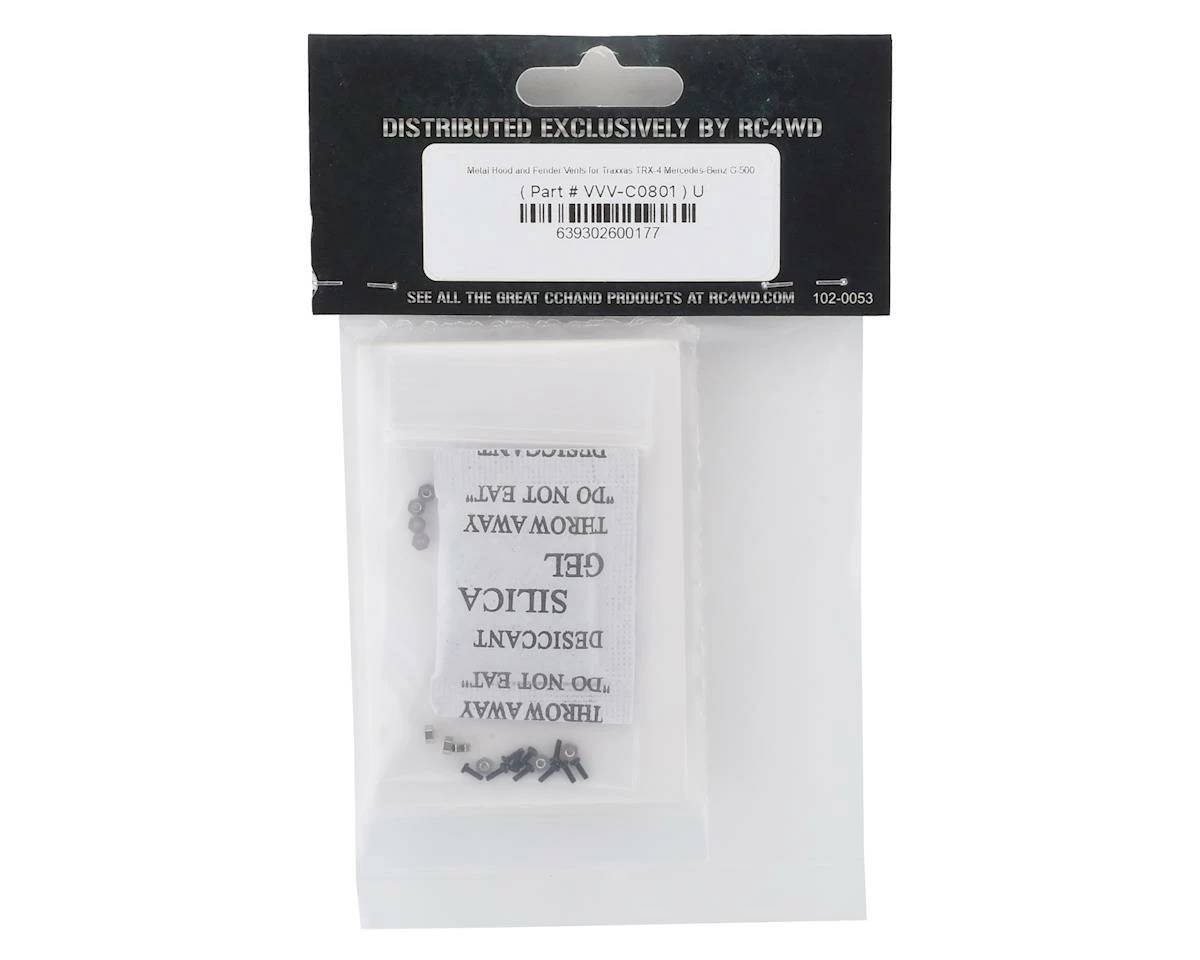 DISTRIBUTED EXCLUSIVELY BY RC4WD
Metal Hood and Fender Vents for Traxxas TRX-4 Mercedes-Benz G-500
( Part # VVV-C0801 ) U
639302600177
SEE ALL THE GREAT CCHAND PRDOUCTS AT RC4WD.COM 102-0053
THROW AWAY
"DO NOT EAT"
DESICCANT
SILICA
GEL
THROW AWAY
"DO NOT EAT"
DESICCANT